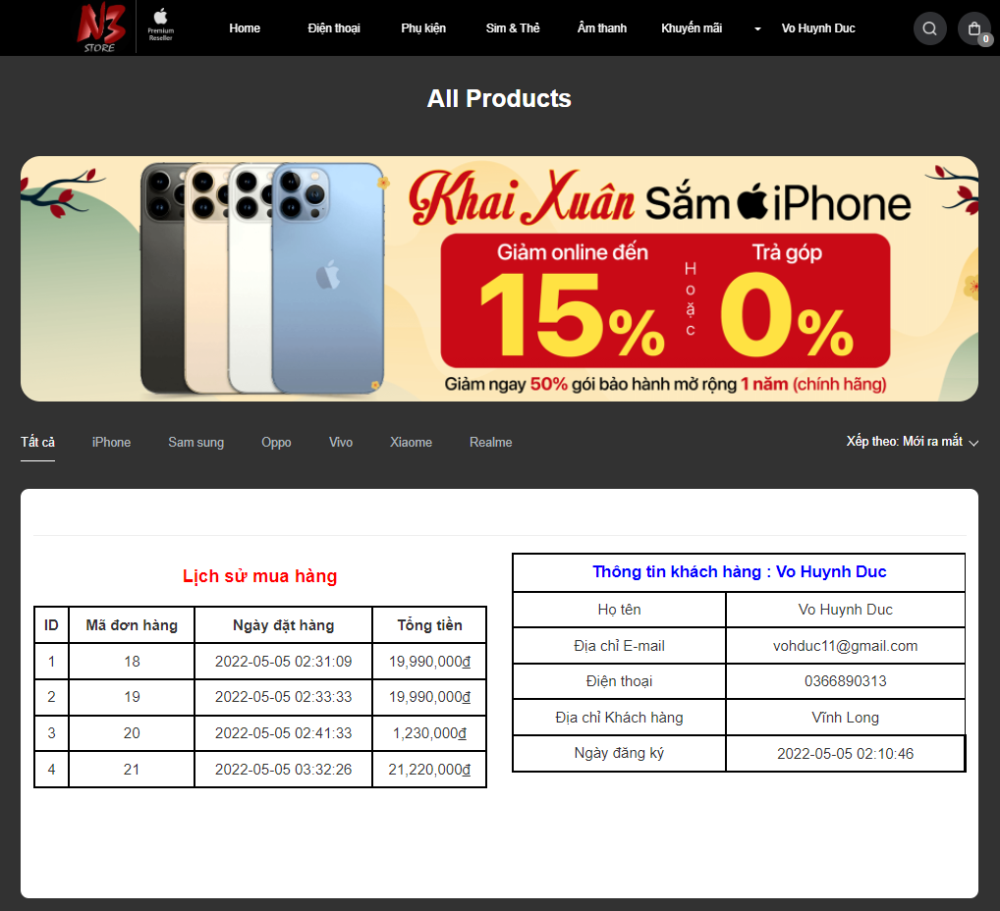 N3
STORE
Premium
Reseller
Home
Điện thoại
Phụ kiện
Sim & Thẻ
Âm thanh
Khuyến mãi
Vo Huynh Duc
0
All Products
Khai Xuân Sắm iPhone
Giảm online đến
15%
Hoặc
Trả góp
0%
Giảm ngay 50% gói bảo hành mở rộng 1 năm (chính hãng)
Tất cả
iPhone
Sam sung
Oppo
Vivo
Xiaome
Realme
Xếp theo: Mới ra mắt
Lịch sử mua hàng
ID Mã đơn hàng Ngày đặt hàng Tổng tiền
1 18 2022-05-05 02:31:09 19,990,000₫
2 19 2022-05-05 02:33:33 19,990,000₫
3 20 2022-05-05 02:41:33 1,230,000₫
4 21 2022-05-05 03:32:26 21,220,000₫
Thông tin khách hàng : Vo Huynh Duc
Họ tên Vo Huynh Duc
Địa chỉ E-mail vohduc11@gmail.com
Điện thoại 0366890313
Địa chỉ Khách hàng Vĩnh Long
Ngày đăng ký 2022-05-05 02:10:46